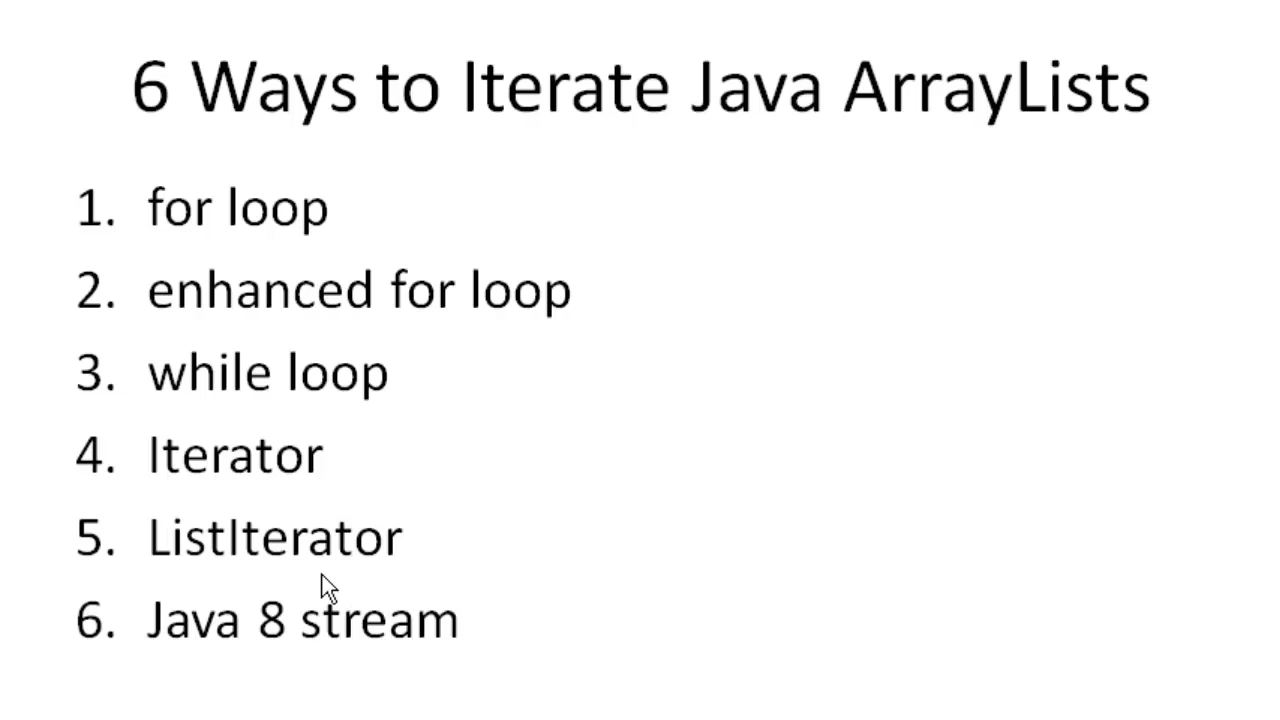 6 Ways to Iterate Java ArrayLists
1. for loop
2. enhanced for loop
3. while loop
4. Iterator
5. ListIterator
6. Java 8 stream